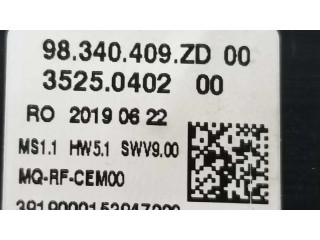 98.340.409.ZD 00
3525.0402 00
RO 2019 06 22
MS1.1 HW5.1 SWV9.00
MQ-RF-CEM00